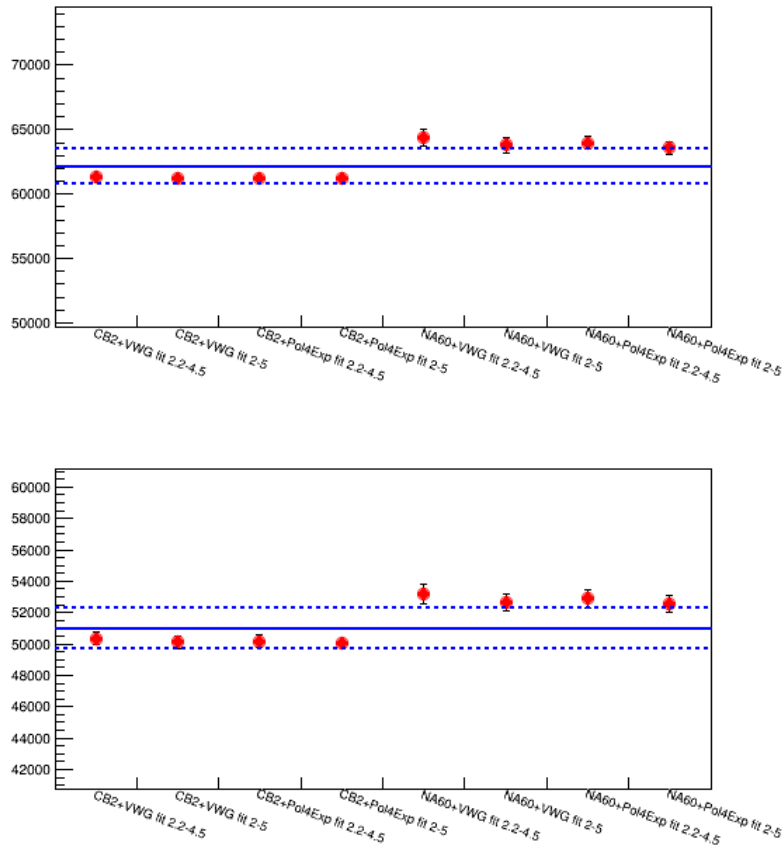 70000
65000
60000
55000
50000
CB2+VWG fit 2.2-4.5
CB2+VWG fit 2-5
CB2+Pol4Exp fit 2.2-4.5
CB2+Pol4Exp fit 2-5
NA60+VWG fit 2.2-4.5
NA60+VWG fit 2-5
NA60+Pol4Exp fit 2.2-4.5
NA60+Pol4Exp fit 2-5
60000
58000
56000
54000
52000
50000
48000
46000
44000
42000
CB2+VWG fit 2.2-4.5
CB2+VWG fit 2-5
CB2+Pol4Exp fit 2.2-4.5
CB2+Pol4Exp fit 2-5
NA60+VWG fit 2.2-4.5
NA60+VWG fit 2-5
NA60+Pol4Exp fit 2.2-4.5
NA60+Pol4Exp fit 2-5